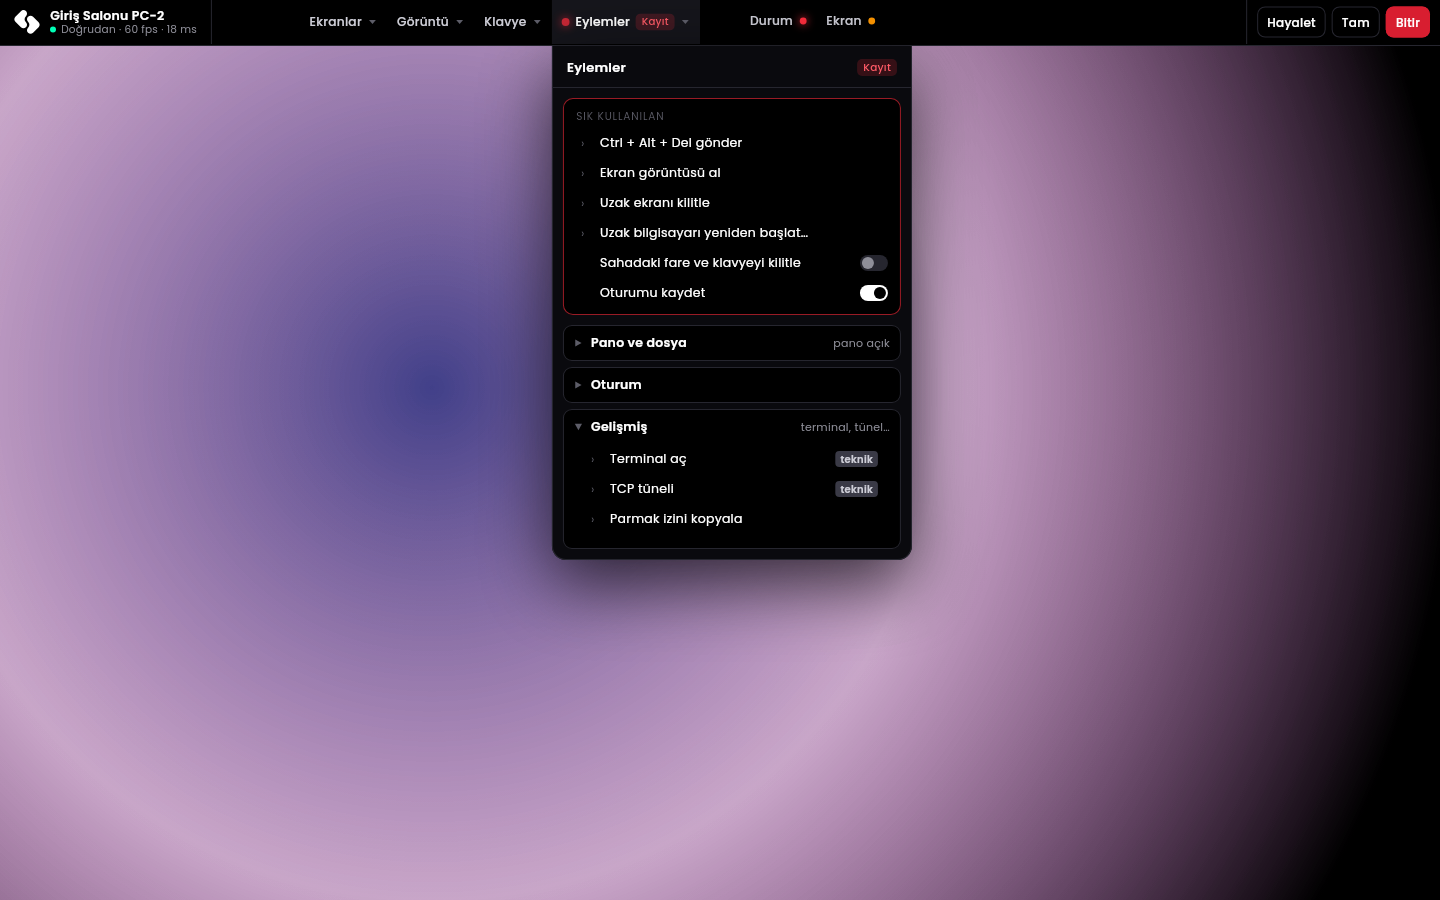 Giriş Salonu PC-2
Doğrudan · 60 fps · 18 ms
Ekranlar
Görüntü
Klavye
Eylemler Kayıt
Durum
Ekran
Hayalet
Tam
Bitir
Eylemler
Kayıt
SIK KULLANILAN
Ctrl + Alt + Del gönder
Ekran görüntüsü al
Uzak ekranı kilitle
Uzak bilgisayarı yeniden başlat...
Sahadaki fare ve klavyeyi kilitle
Oturumu kaydet
Pano ve dosya pano açık
Oturum
Gelişmiş terminal, tünel...
Terminal aç teknik
TCP tüneli teknik
Parmak izini kopyala